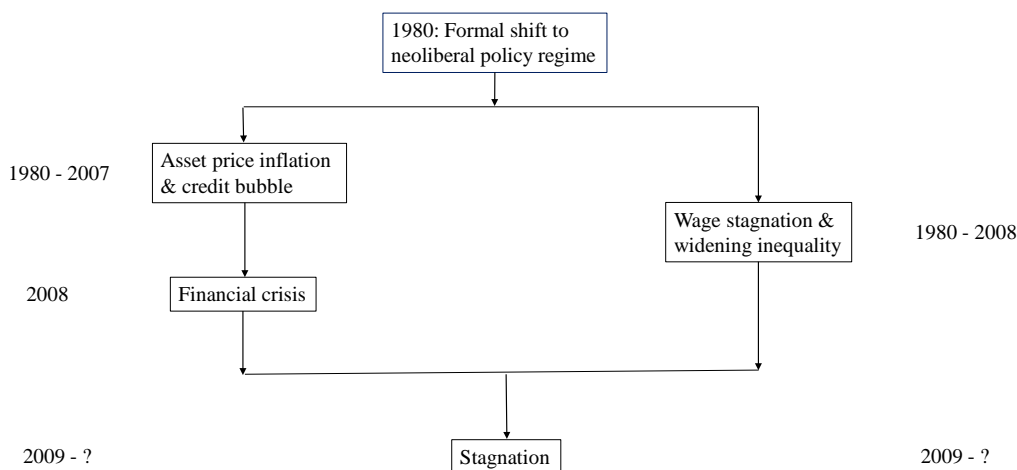 1980: Formal shift to
neoliberal policy regime
1980 - 2007
Asset price inflation
& credit bubble
Wage stagnation &
widening inequality
1980 - 2008
2008
Financial crisis
2009 - ?
Stagnation
2009 - ?